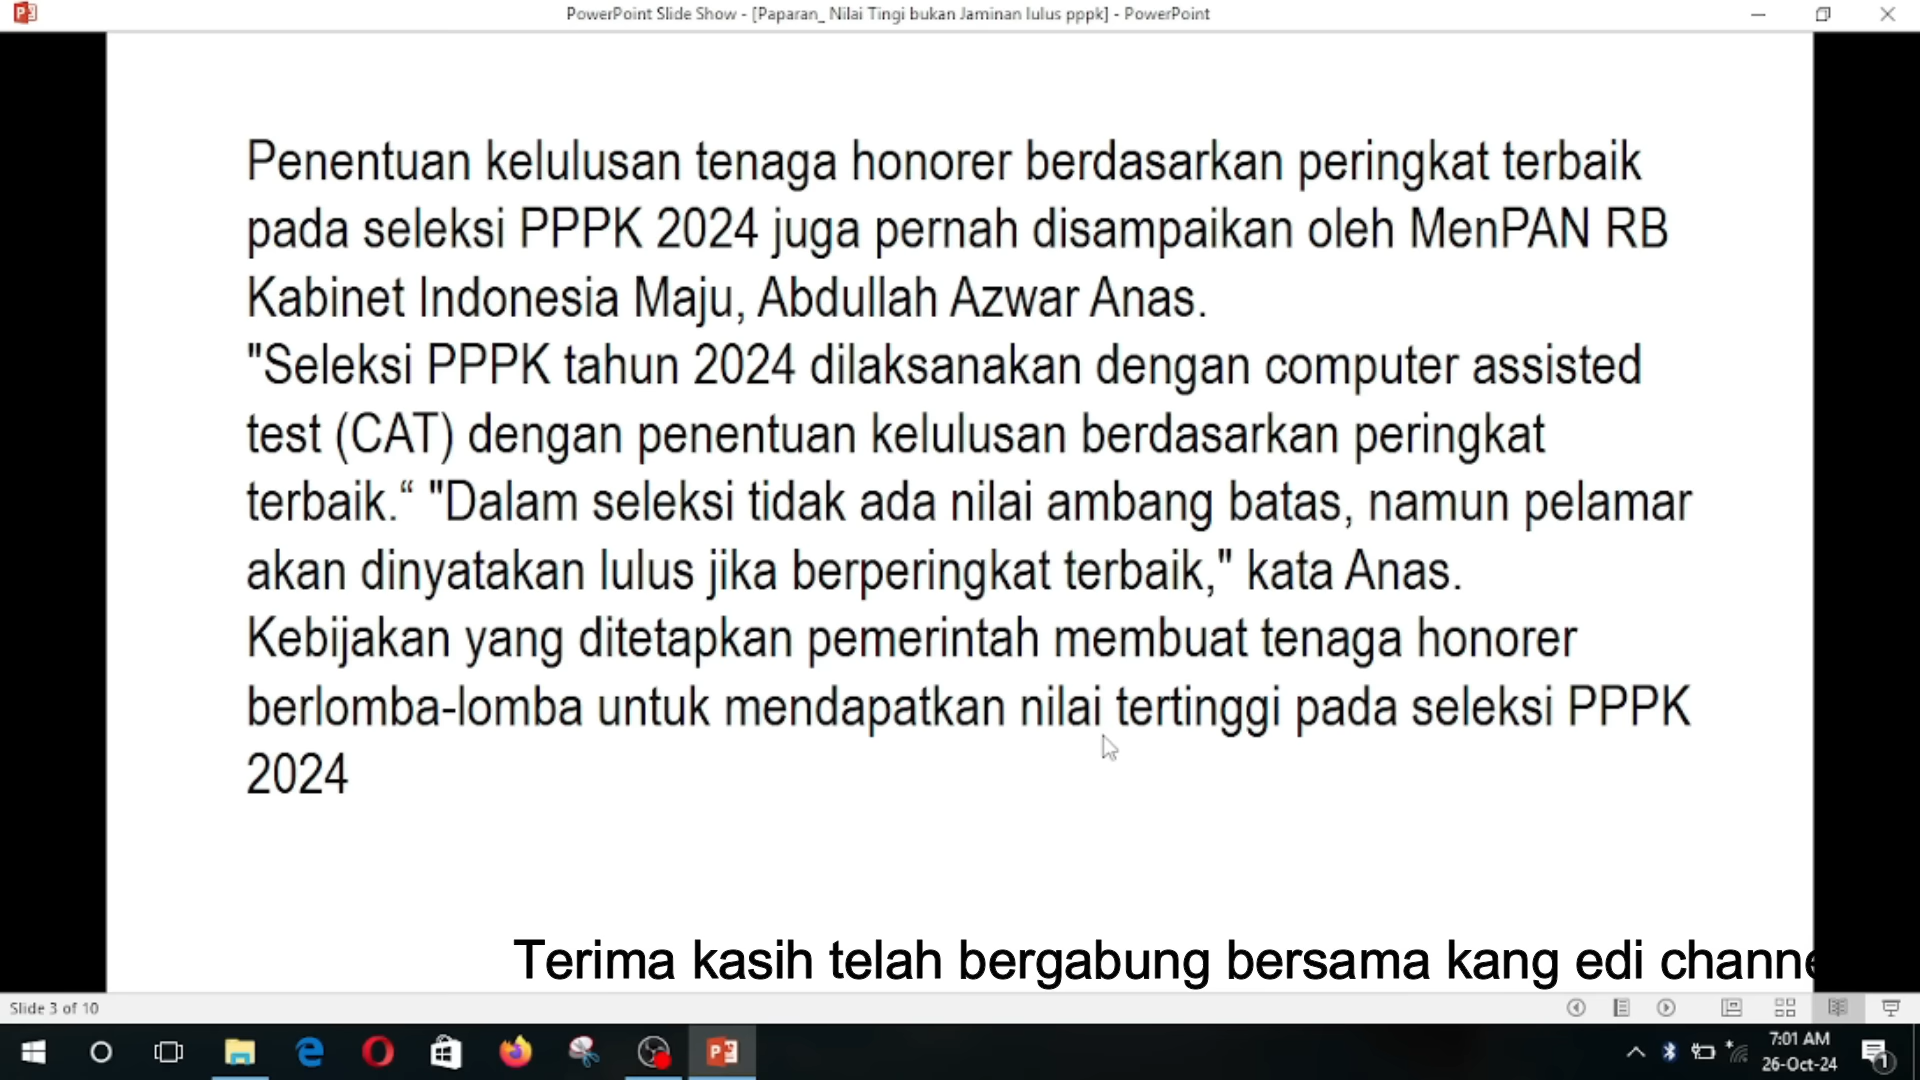 PowerPoint Slide Show - [Paparan_ Nilai Tingi bukan Jaminan lulus pppk] - PowerPoint
Penentuan kelulusan tenaga honorer berdasarkan peringkat terbaik
pada seleksi PPPK 2024 juga pernah disampaikan oleh MenPAN RB
Kabinet Indonesia Maju, Abdullah Azwar Anas.
"Seleksi PPPK tahun 2024 dilaksanakan dengan computer assisted
test (CAT) dengan penentuan kelulusan berdasarkan peringkat
terbaik.“ "Dalam seleksi tidak ada nilai ambang batas, namun pelamar
akan dinyatakan lulus jika berperingkat terbaik," kata Anas.
Kebijakan yang ditetapkan pemerintah membuat tenaga honorer
berlomba-lomba untuk mendapatkan nilai tertinggi pada seleksi PPPK
2024
Terima kasih telah bergabung bersama kang edi channe
Slide 3 of 10
7:01 AM
26-Oct-24
1